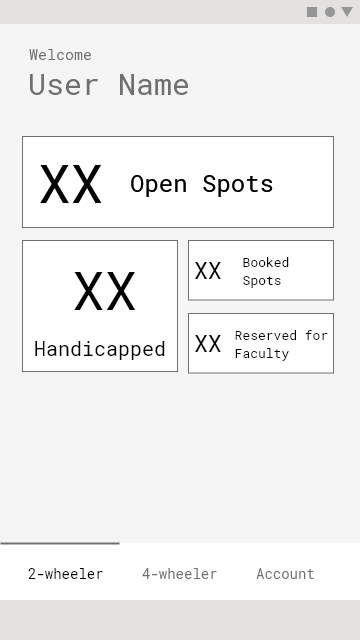 Welcome
User Name
XX Open Spots
XX
Handicapped
XX Booked
Spots
XX Reserved for
Faculty
2-wheeler 4-wheeler Account